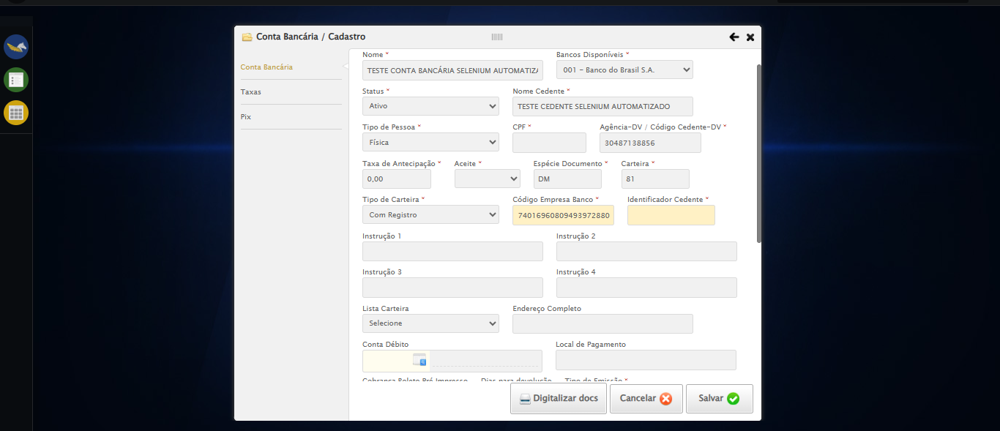 Conta Bancária / Cadastro
Conta Bancária
Taxas
Pix
Nome *
Bancos Disponíveis *
TESTE CONTA BANCÁRIA SELENIUM AUTOMATIZA
001 - Banco do Brasil S.A.
Status *
Nome Cedente *
Ativo
TESTE CEDENTE SELENIUM AUTOMATIZADO
Tipo de Pessoa *
CPF *
Agência-DV / Código Cedente-DV *
Física
30487138856
Taxa de Antecipação *
Aceite *
Espécie Documento *
Carteira *
0,00
DM
81
Tipo de Carteira *
Código Empresa Banco *
Identificador Cedente *
Com Registro
74016960809493972880
Instrução 1
Instrução 2
Instrução 3
Instrução 4
Lista Carteira
Endereço Completo
Selecione
Conta Débito
Local de Pagamento
Cobrança Boleto Pré Impresso
Dias para devolução
Tipo de Emissão *
Digitalizar docs
Cancelar
Salvar